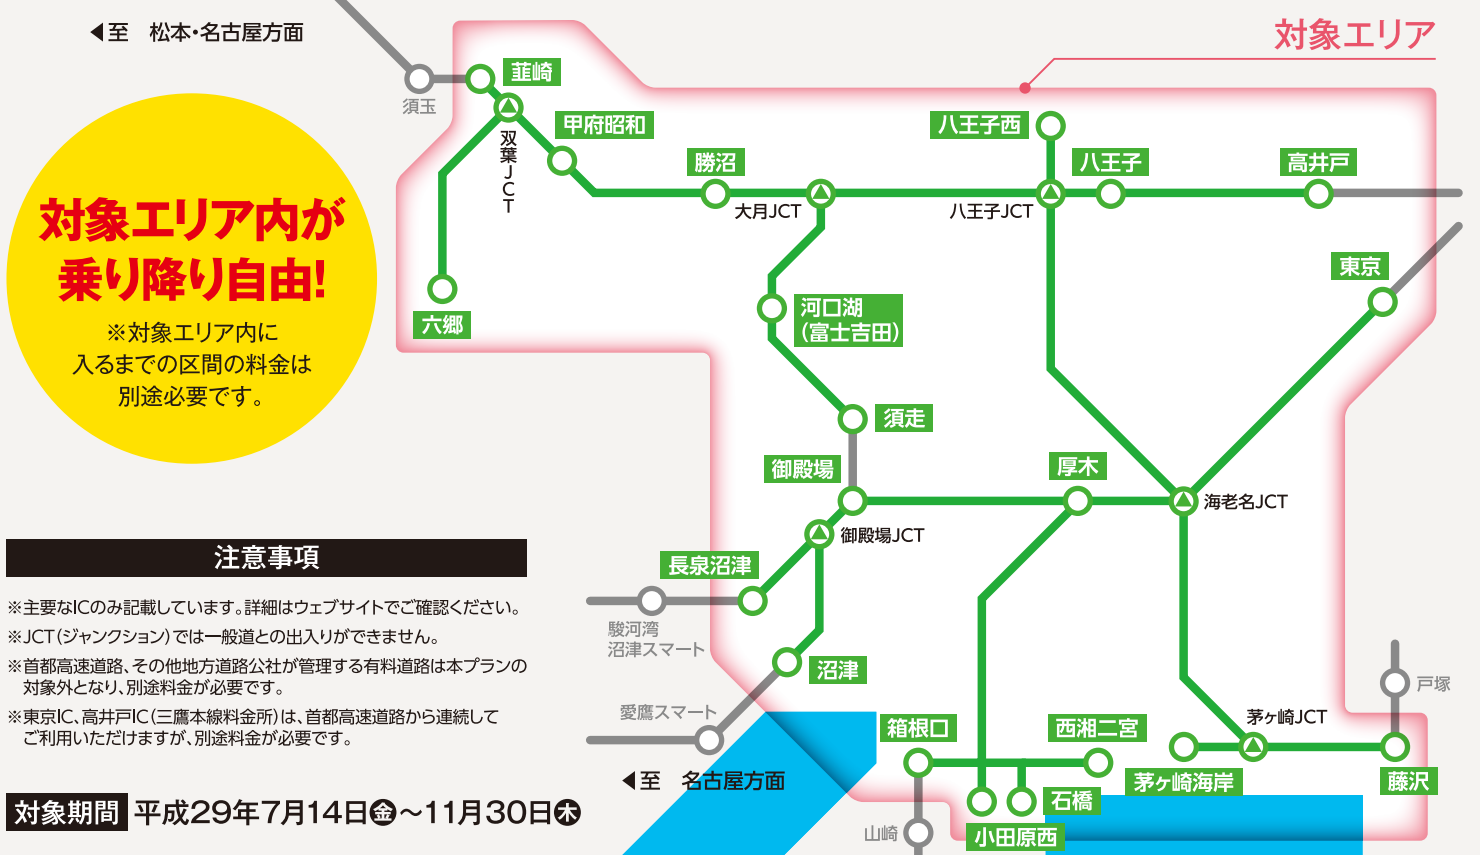 ◀至 松本・名古屋方面
対象エリア
須玉
韮崎
双葉JCT
甲府昭和
勝沼
大月JCT
八王子西
八王子JCT
八王子
高井戸
東京
六郷
河口湖
(富士吉田)
須走
御殿場
厚木
海老名JCT
御殿場JCT
長泉沼津
駿河湾
沼津スマート
沼津
愛鷹スマート
◀至 名古屋方面
箱根口
西湘二宮
茅ヶ崎JCT
戸塚
茅ヶ崎海岸
藤沢
石橋
小田原西
山崎
対象エリア内が
乗り降り自由!
※対象エリア内に
入るまでの区間の料金は
別途必要です。
注意事項
※主要なICのみ記載しています。詳細はウェブサイトでご確認ください。
※JCT(ジャンクション)では一般道との出入りができません。
※首都高速道路、その他地方道路公社が管理する有料道路は本プランの
対象外となり、別途料金が必要です。
※東京IC、高井戸IC(三鷹本線料金所)は、首都高速道路から連続して
ご利用いただけますが、別途料金が必要です。
対象期間 平成29年7月14日金〜11月30日木